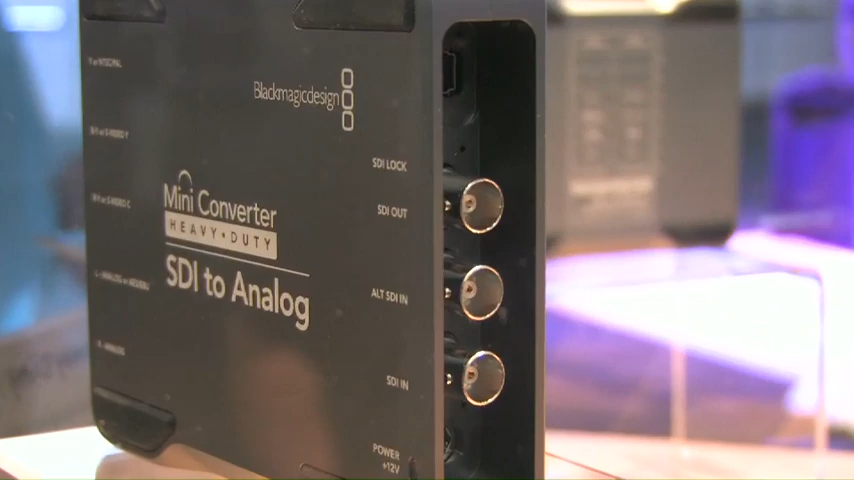 Blackmagicdesign
SDI LOCK
SDI OUT
Mini Converter
HEAVY • DUTY
SDI to Analog
ALT SDI IN
SDI IN
POWER
+12V
R - ANALOG